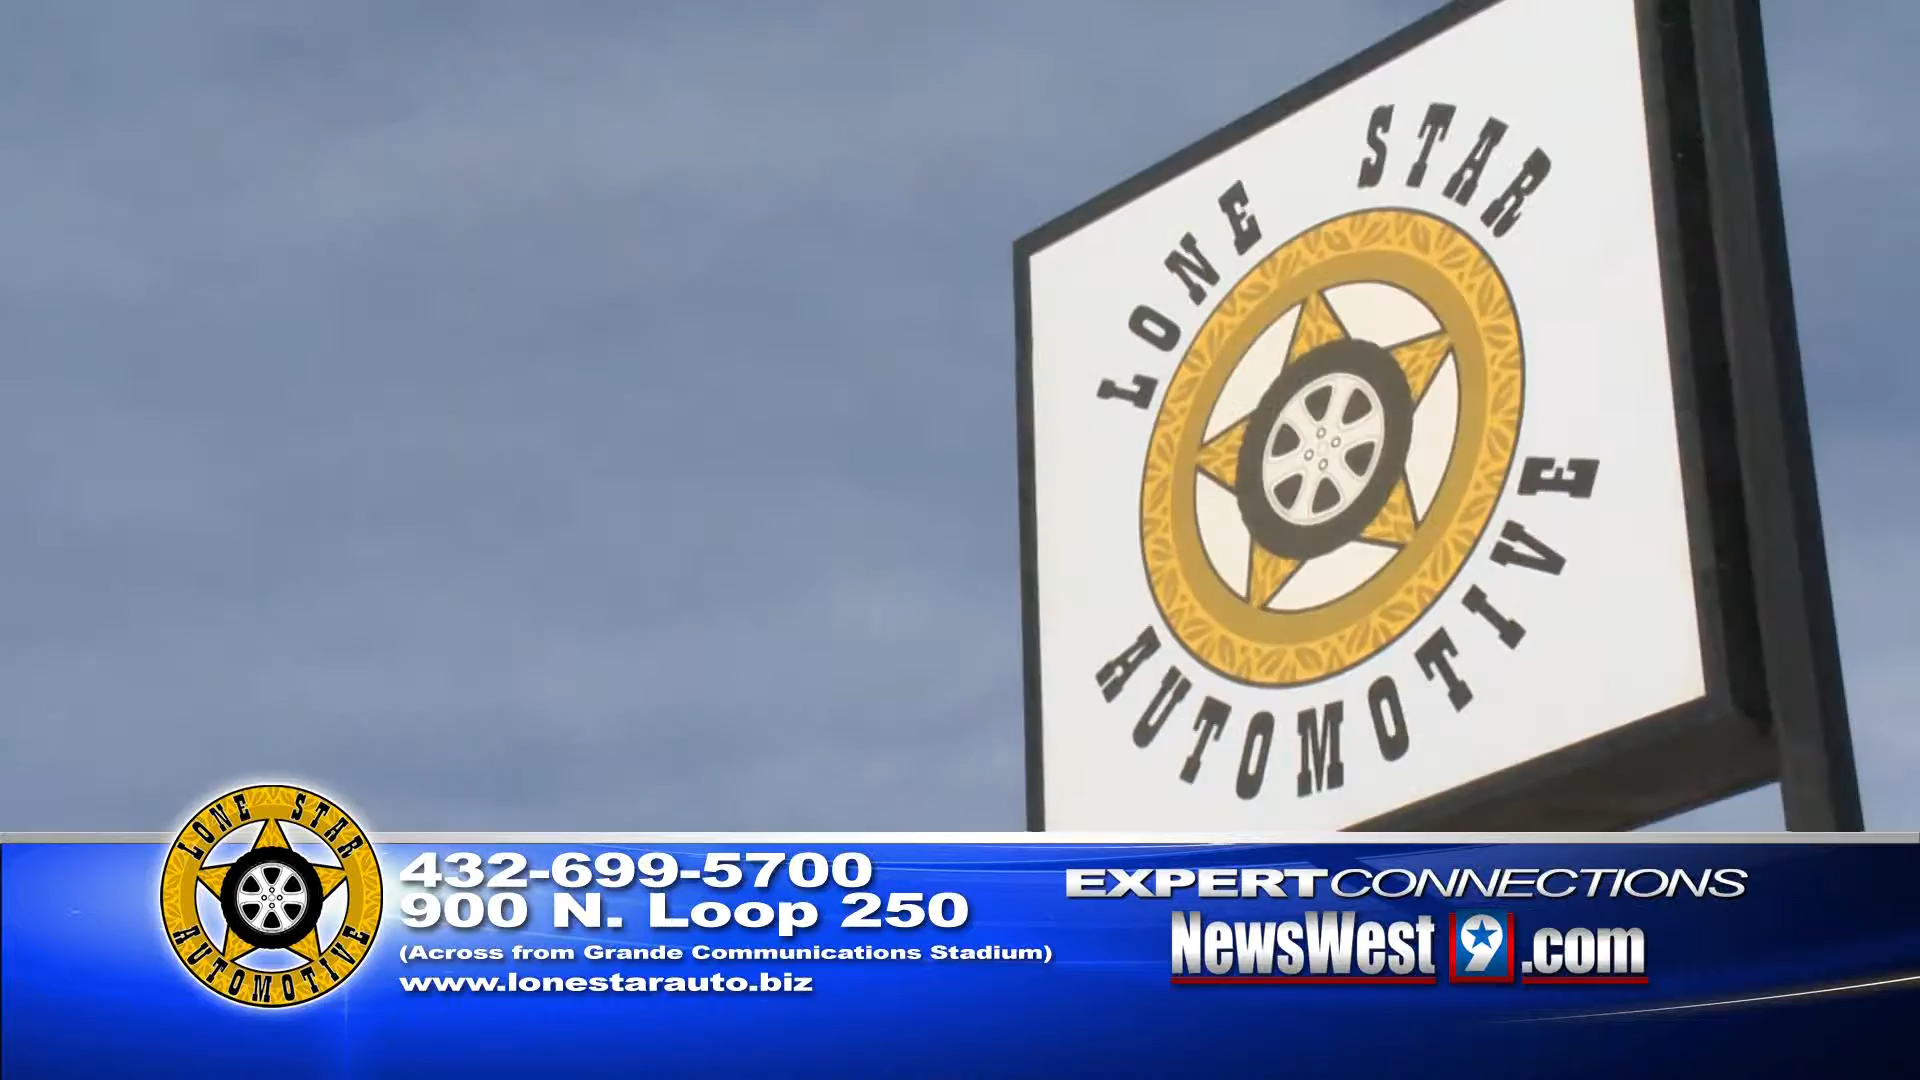 LONE STAR
AUTOMOTIVE
LONE STAR
AUTOMOTIVE
432-699-5700
900 N. Loop 250
(Across from Grande Communications Stadium)
www.lonestarauto.biz
EXPERTCONNECTIONS
NewsWest 9 .com